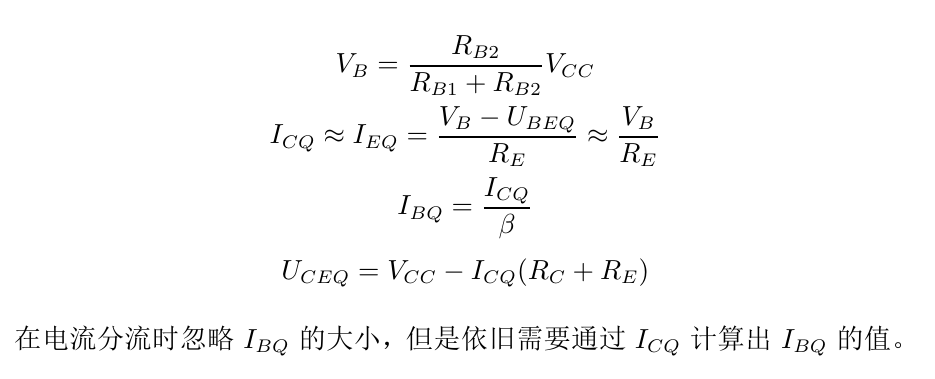 $V_B = \frac{R_{B2}}{R_{B1} + R_{B2}} V_{CC}$
$I_{CQ} \approx I_{EQ} = \frac{V_B - U_{BEQ}}{R_E} \approx \frac{V_B}{R_E}$
$I_{BQ} = \frac{I_{CQ}}{\beta}$
$U_{CEQ} = V_{CC} - I_{CQ}(R_C + R_E)$
在电流分流时忽略 $I_{BQ}$ 的大小，但是依旧需要通过 $I_{CQ}$ 计算出 $I_{BQ}$ 的值。